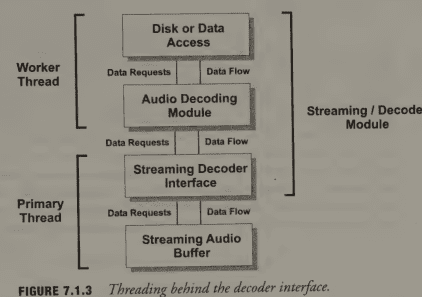 Disk or Data
Access
Worker
Thread
Data Requests
Data Flow
Audio Decoding
Module
Streaming / Decode
Module
Data Requests
Data Flow
Streaming Decoder
Interface
Primary
Thread
Data Requests
Data Flow
Streaming Audio
Buffer
FIGURE 7.1.3 Threading behind the decoder interface.